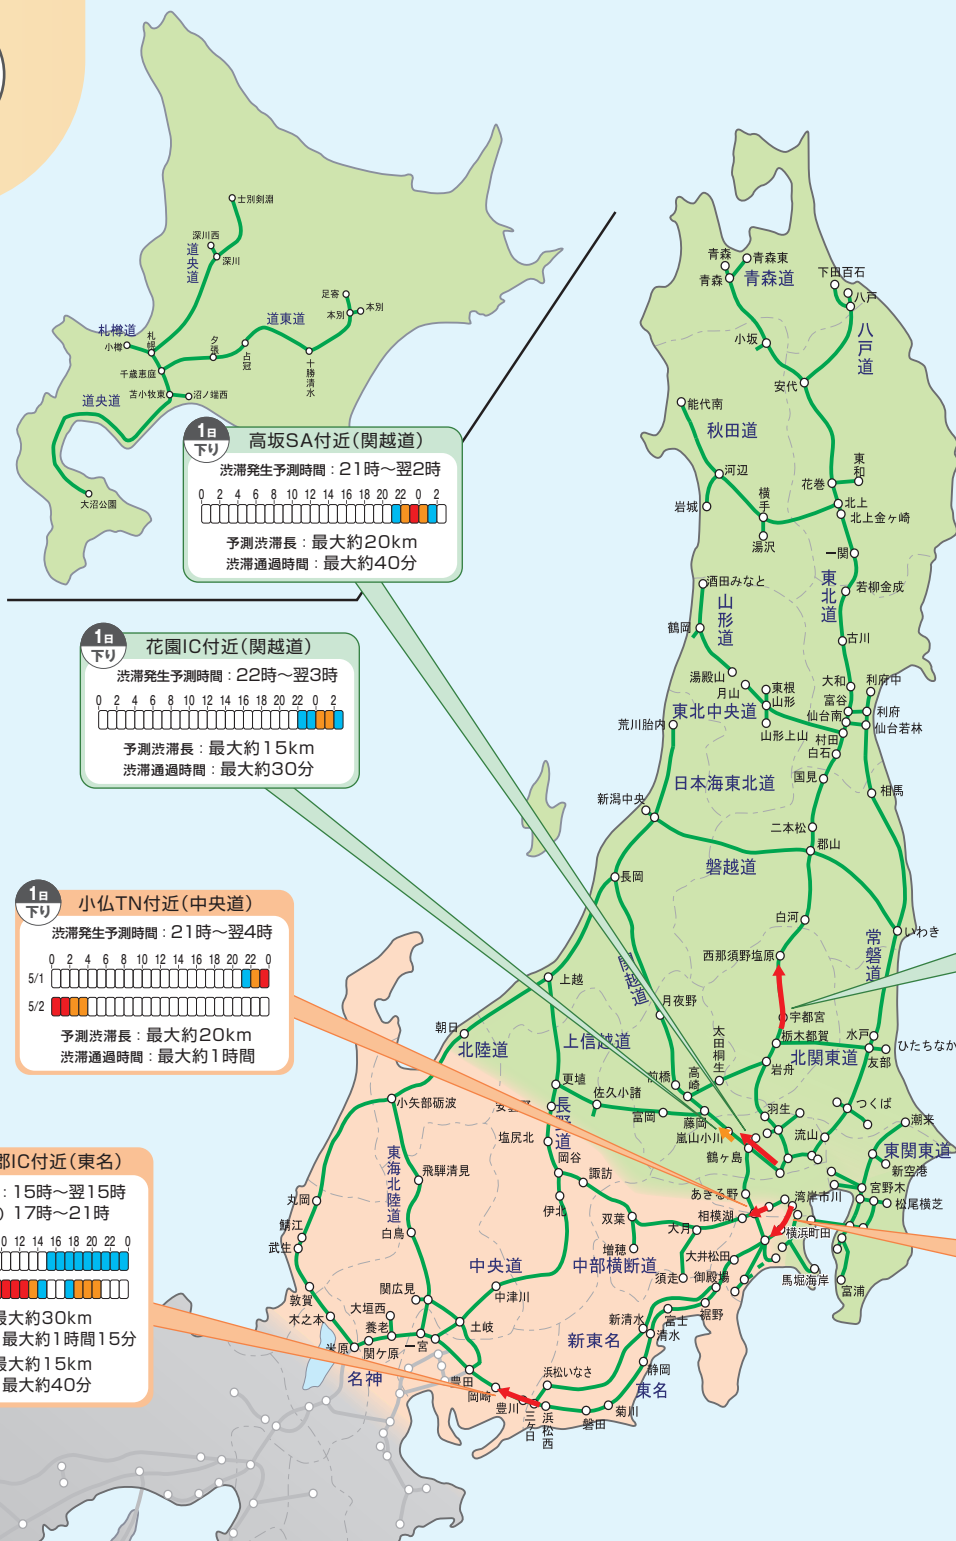 士別剣淵
深川西
深川
道央道
札樽道
小樽
札幌
千歳恵庭
苫小牧東
沼ノ端西
道央道
大沼公園
夕張
占冠
道東道
十勝清水
足寄
本別
本別
1日
下り
高坂SA付近(関越道)
渋滞発生予測時間：21時～翌2時
0 2 4 6 8 10 12 14 16 18 20 22 0 2
予測渋滞長：最大約20km
渋滞通過時間：最大約40分
1日
下り
花園IC付近(関越道)
渋滞発生予測時間：22時～翌3時
0 2 4 6 8 10 12 14 16 18 20 22 0 2
予測渋滞長：最大約15km
渋滞通過時間：最大約30分
1日
下り
小仏TN付近(中央道)
渋滞発生予測時間：21時～翌4時
0 2 4 6 8 10 12 14 16 18 20 22 0
5/1
5/2
予測渋滞長：最大約20km
渋滞通過時間：最大約1時間
郡IC付近(東名)
：15時～翌15時
) 17時～21時
10 12 14 16 18 20 22 0
最大約30km
最大約1時間15分
最大約15km
最大約40分
青森
青森東
青森
青森道
下田百石
八戸
八戸道
小坂
安代
能代南
秋田道
河辺
岩城
横手
湯沢
東和
花巻
北上
北上金ヶ崎
一関
東北道
若柳金成
古川
酒田みなと
山形道
鶴岡
湯殿山
月山
東根
山形
東北中央道
山形上山
荒川胎内
大和
利府中
富谷
利府
仙台南
仙台若林
村田
白石
国見
相馬
日本海東北道
新潟中央
二本松
郡山
磐越道
長岡
白河
西那須野塩原
常磐道
いわき
上越
月夜野
宇都宮
栃木都賀
水戸
ひたちなか
友部
北関東道
太田桐生
岩舟
朝日
北陸道
上信越道
更埴
佐久小諸
前橋
高崎
長野道
富岡
藤岡
羽生
つくば
潮来
小矢部砺波
塩尻北
嵐山小川
流山
東関東道
岡谷
諏訪
鶴ヶ島
新空港
東海北陸道
飛騨清見
あきる野
湾岸市川
宮野木
松尾横芝
丸岡
伊北
双葉
大月
相模湖
横浜町田
鯖江
白鳥
武生
中央道
増穂
中部横断道
大井松田
馬堀海岸
須走
御殿場
富浦
敦賀
関広見
中津川
木之本
大垣西
養老
土岐
新清水
富士
裾野
米原
関ケ原
一宮
新東名
清水
名神
豊田
浜松いなさ
静岡
岡崎
豊川
三ヶ日
浜松西
磐田
菊川
東名